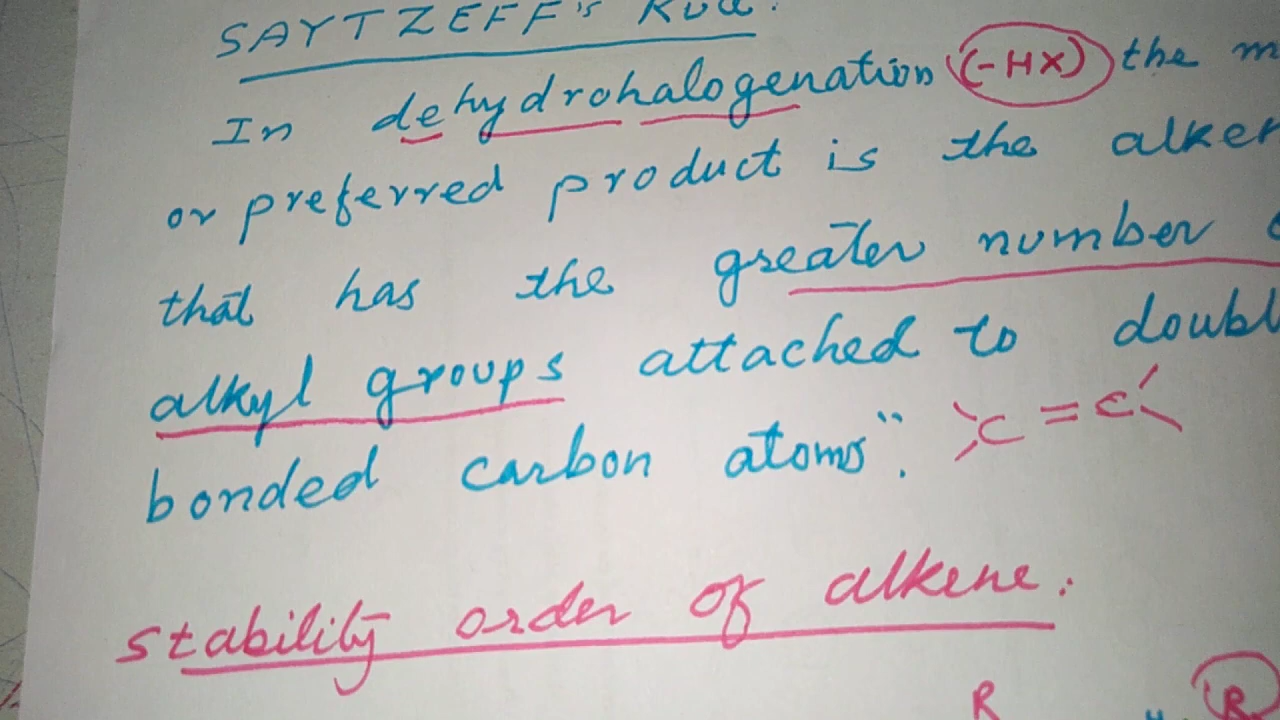 SAYTZEFF's RULE:
In dehydrohalogenation (-HX) the m
or preferred product is the alken
that has the greater number
alkyl groups attached to doubl
bonded carbon atoms". C = C
stability order of alkene:
R R